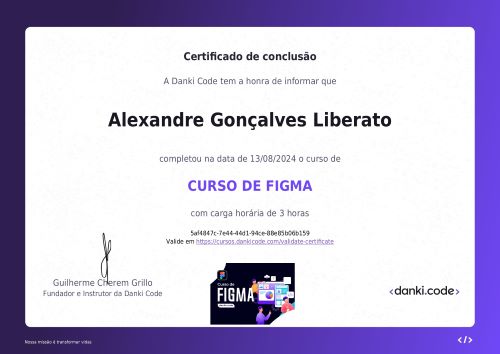 Certificado de conclusão
A Danki Code tem a honra de informar que
Alexandre Gonçalves Liberato
completou na data de 13/08/2024 o curso de
CURSO DE FIGMA
com carga horária de 3 horas
5af4847c-7e44-44d1-94ce-88e85b06b159
Valide em https://cursos.dankicode.com/validate-certificate
Guilherme Cherem Grillo
Fundador e Instrutor da Danki Code
Curso de
FIGMA
<danki.code>
Nossa missão é transformar vidas
</>